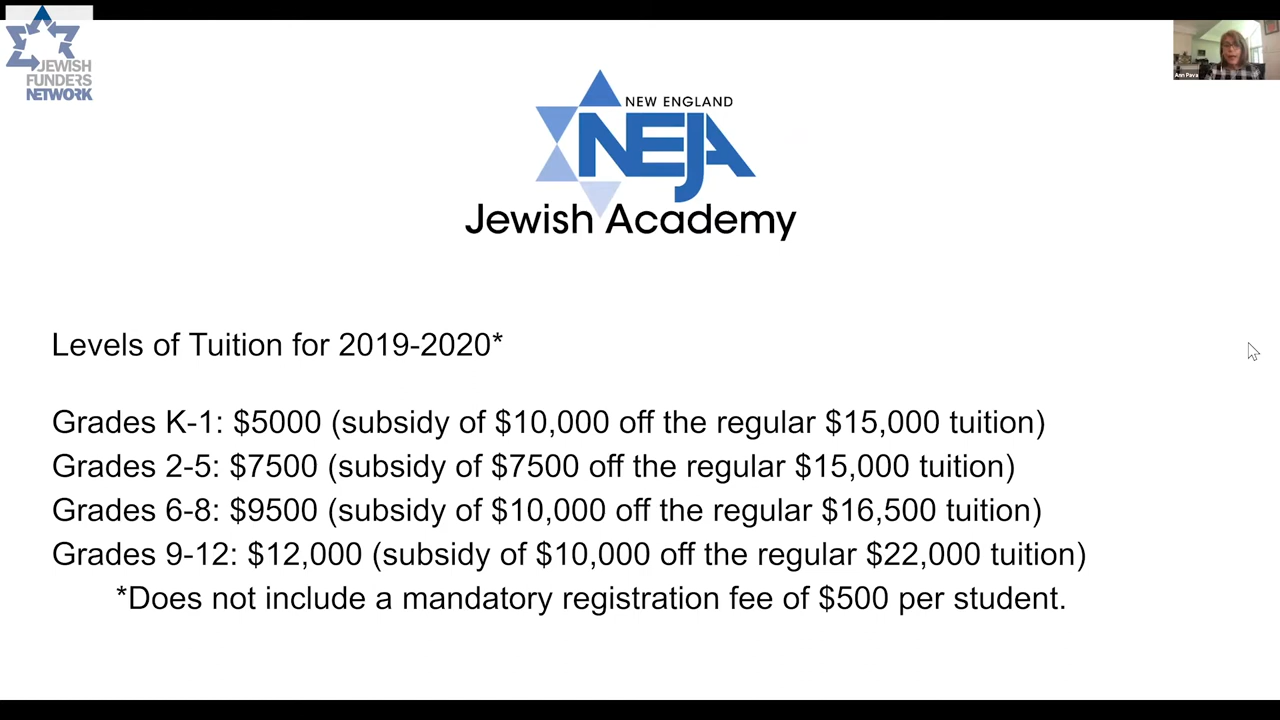 JEWISH
FUNDERS
NETWORK
Ann Pava
NEW ENGLAND
NEJA
Jewish Academy
Levels of Tuition for 2019-2020*
Grades K-1: $5000 (subsidy of $10,000 off the regular $15,000 tuition)
Grades 2-5: $7500 (subsidy of $7500 off the regular $15,000 tuition)
Grades 6-8: $9500 (subsidy of $10,000 off the regular $16,500 tuition)
Grades 9-12: $12,000 (subsidy of $10,000 off the regular $22,000 tuition)
*Does not include a mandatory registration fee of $500 per student.